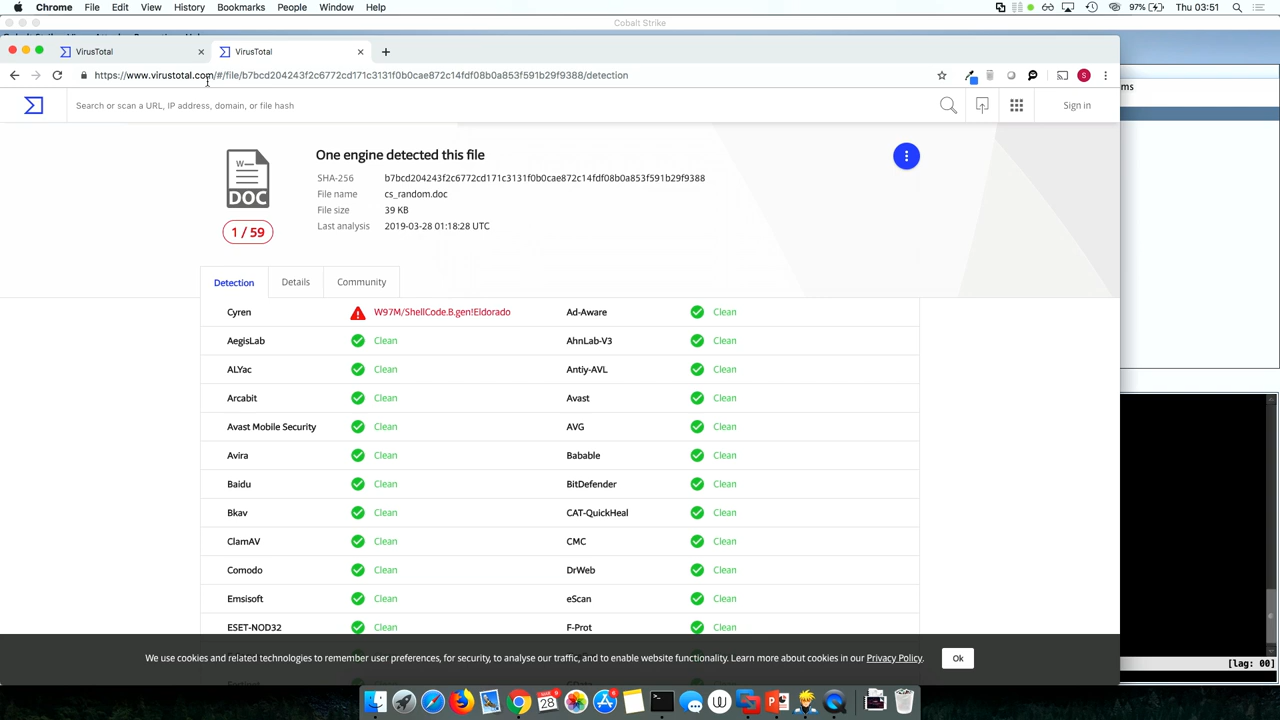 Chrome File Edit View History Bookmarks People Window Help 97% Thu 03:51
Cobalt Strike
VirusTotal VirusTotal
https://www.virustotal.com/#/file/b7bcd204243f2c6772cd171c3131f0b0cae872c14fdf08b0a853f591b29f9388/detection
ms
Search or scan a URL, IP address, domain, or file hash Sign in
One engine detected this file
SHA-256 b7bcd204243f2c6772cd171c3131f0b0cae872c14fdf08b0a853f591b29f9388
File name cs_random.doc
File size 39 KB
Last analysis 2019-03-28 01:18:28 UTC
W
DOC
1 / 59
Detection Details Community
Cyren W97M/ShellCode.B.gen!Eldorado Ad-Aware Clean
AegisLab Clean AhnLab-V3 Clean
ALYac Clean Antiy-AVL Clean
Arcabit Clean Avast Clean
Avast Mobile Security Clean AVG Clean
Avira Clean Babable Clean
Baidu Clean BitDefender Clean
Bkav Clean CAT-QuickHeal Clean
ClamAV Clean CMC Clean
Comodo Clean DrWeb Clean
Emsisoft Clean eScan Clean
ESET-NOD32 Clean F-Prot Clean
We use cookies and related technologies to remember user preferences, for security, to analyse our traffic, and to enable website functionality. Learn more about cookies in our Privacy Policy. Ok
[lag: 00]
28